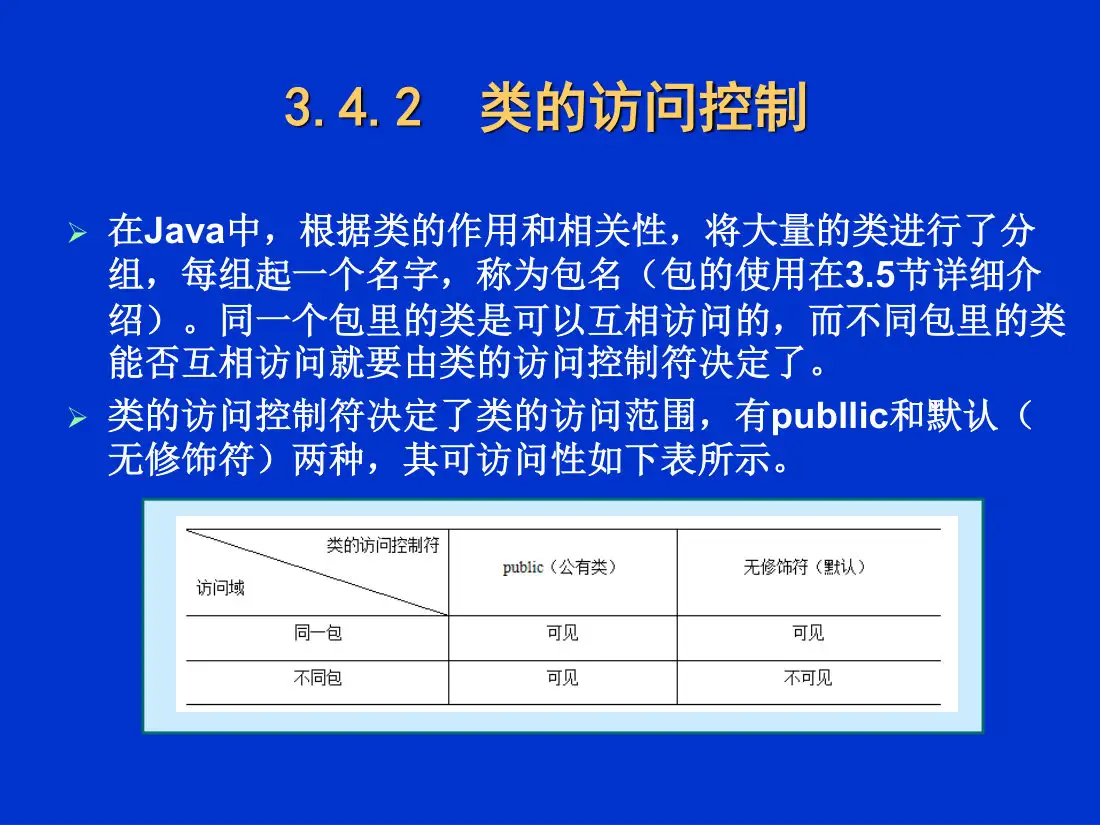 3.4.2 类的访问控制
在Java中，根据类的作用和相关性，将大量的类进行了分
组，每组起一个名字，称为包名（包的使用在3.5节详细介
绍）。同一个包里的类是可以互相访问的，而不同包里的类
能否互相访问就要由类的访问控制符决定了。
类的访问控制符决定了类的访问范围，有publlic和默认（
无修饰符）两种，其可访问性如下表所示。
类的访问控制符
访问域
public（公有类）
无修饰符（默认）
同一包 可见 可见
不同包 可见 不可见